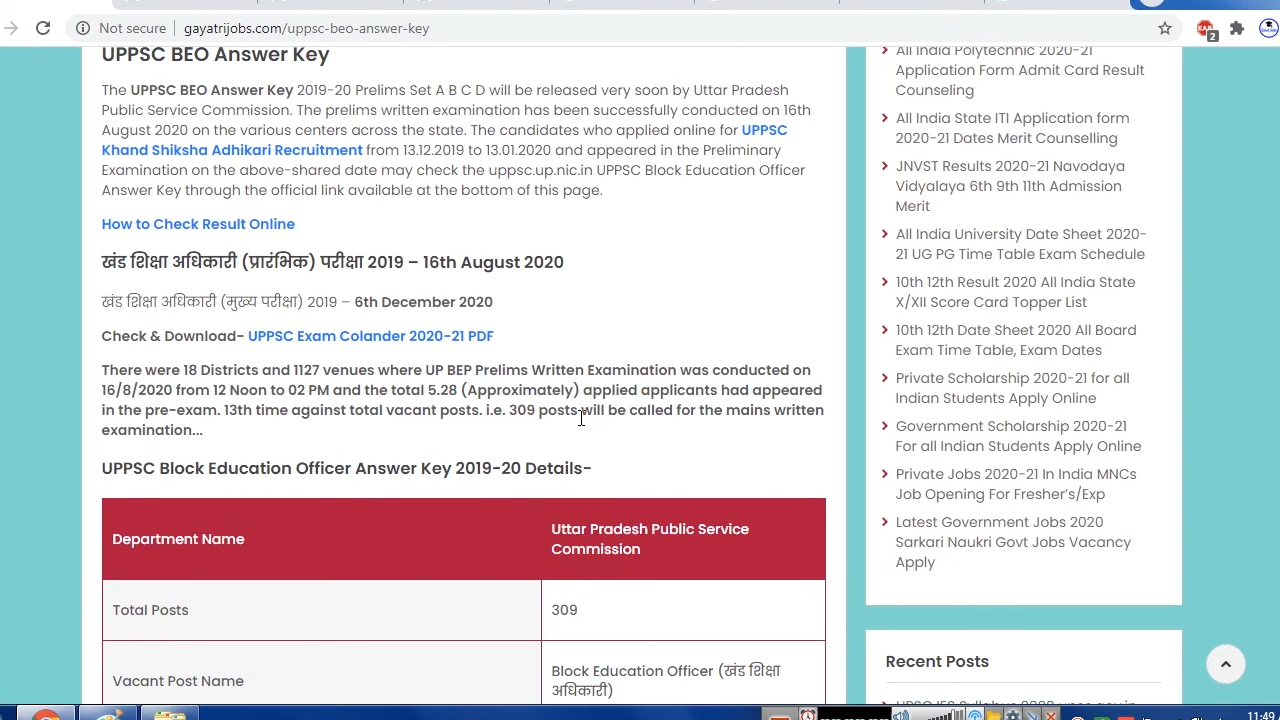 Not secure
gayatrijobs.com/uppsc-beo-answer-key
2
UPPSC BEO Answer Key
The UPPSC BEO Answer Key 2019-20 Prelims Set A B C D will be released very soon by Uttar Pradesh
Public Service Commission. The prelims written examination has been successfully conducted on 16th
August 2020 on the various centers across the state. The candidates who applied online for UPPSC
Khand Shiksha Adhikari Recruitment from 13.12.2019 to 13.01.2020 and appeared in the Preliminary
Examination on the above-shared date may check the uppsc.up.nic.in UPPSC Block Education Officer
Answer Key through the official link available at the bottom of this page.
How to Check Result Online
खंड शिक्षा अधिकारी (प्रारंभिक) परीक्षा 2019 – 16th August 2020
खंड शिक्षा अधिकारी (मुख्य परीक्षा) 2019 – 6th December 2020
Check & Download- UPPSC Exam Colander 2020-21 PDF
There were 18 Districts and 1127 venues where UP BEP Prelims Written Examination was conducted on
16/8/2020 from 12 Noon to 02 PM and the total 5.28 (Approximately) applied applicants had appeared
in the pre-exam. 13th time against total vacant posts. i.e. 309 posts will be called for the mains written
examination...
UPPSC Block Education Officer Answer Key 2019-20 Details-
Department Name
Uttar Pradesh Public Service
Commission
Total Posts
309
Vacant Post Name
Block Education Officer (खंड शिक्षा
अधिकारी)
All India Polytechnic 2020-21
Application Form Admit Card Result
Counseling
All India State ITI Application form
2020-21 Dates Merit Counselling
JNVST Results 2020-21 Navodaya
Vidyalaya 6th 9th 11th Admission
Merit
All India University Date Sheet 2020-
21 UG PG Time Table Exam Schedule
10th 12th Result 2020 All India State
X/XII Score Card Topper List
10th 12th Date Sheet 2020 All Board
Exam Time Table, Exam Dates
Private Scholarship 2020-21 for all
Indian Students Apply Online
Government Scholarship 2020-21
For all Indian Students Apply Online
Private Jobs 2020-21 In India MNCs
Job Opening For Fresher's/Exp
Latest Government Jobs 2020
Sarkari Naukri Govt Jobs Vacancy
Apply
Recent Posts
11:49